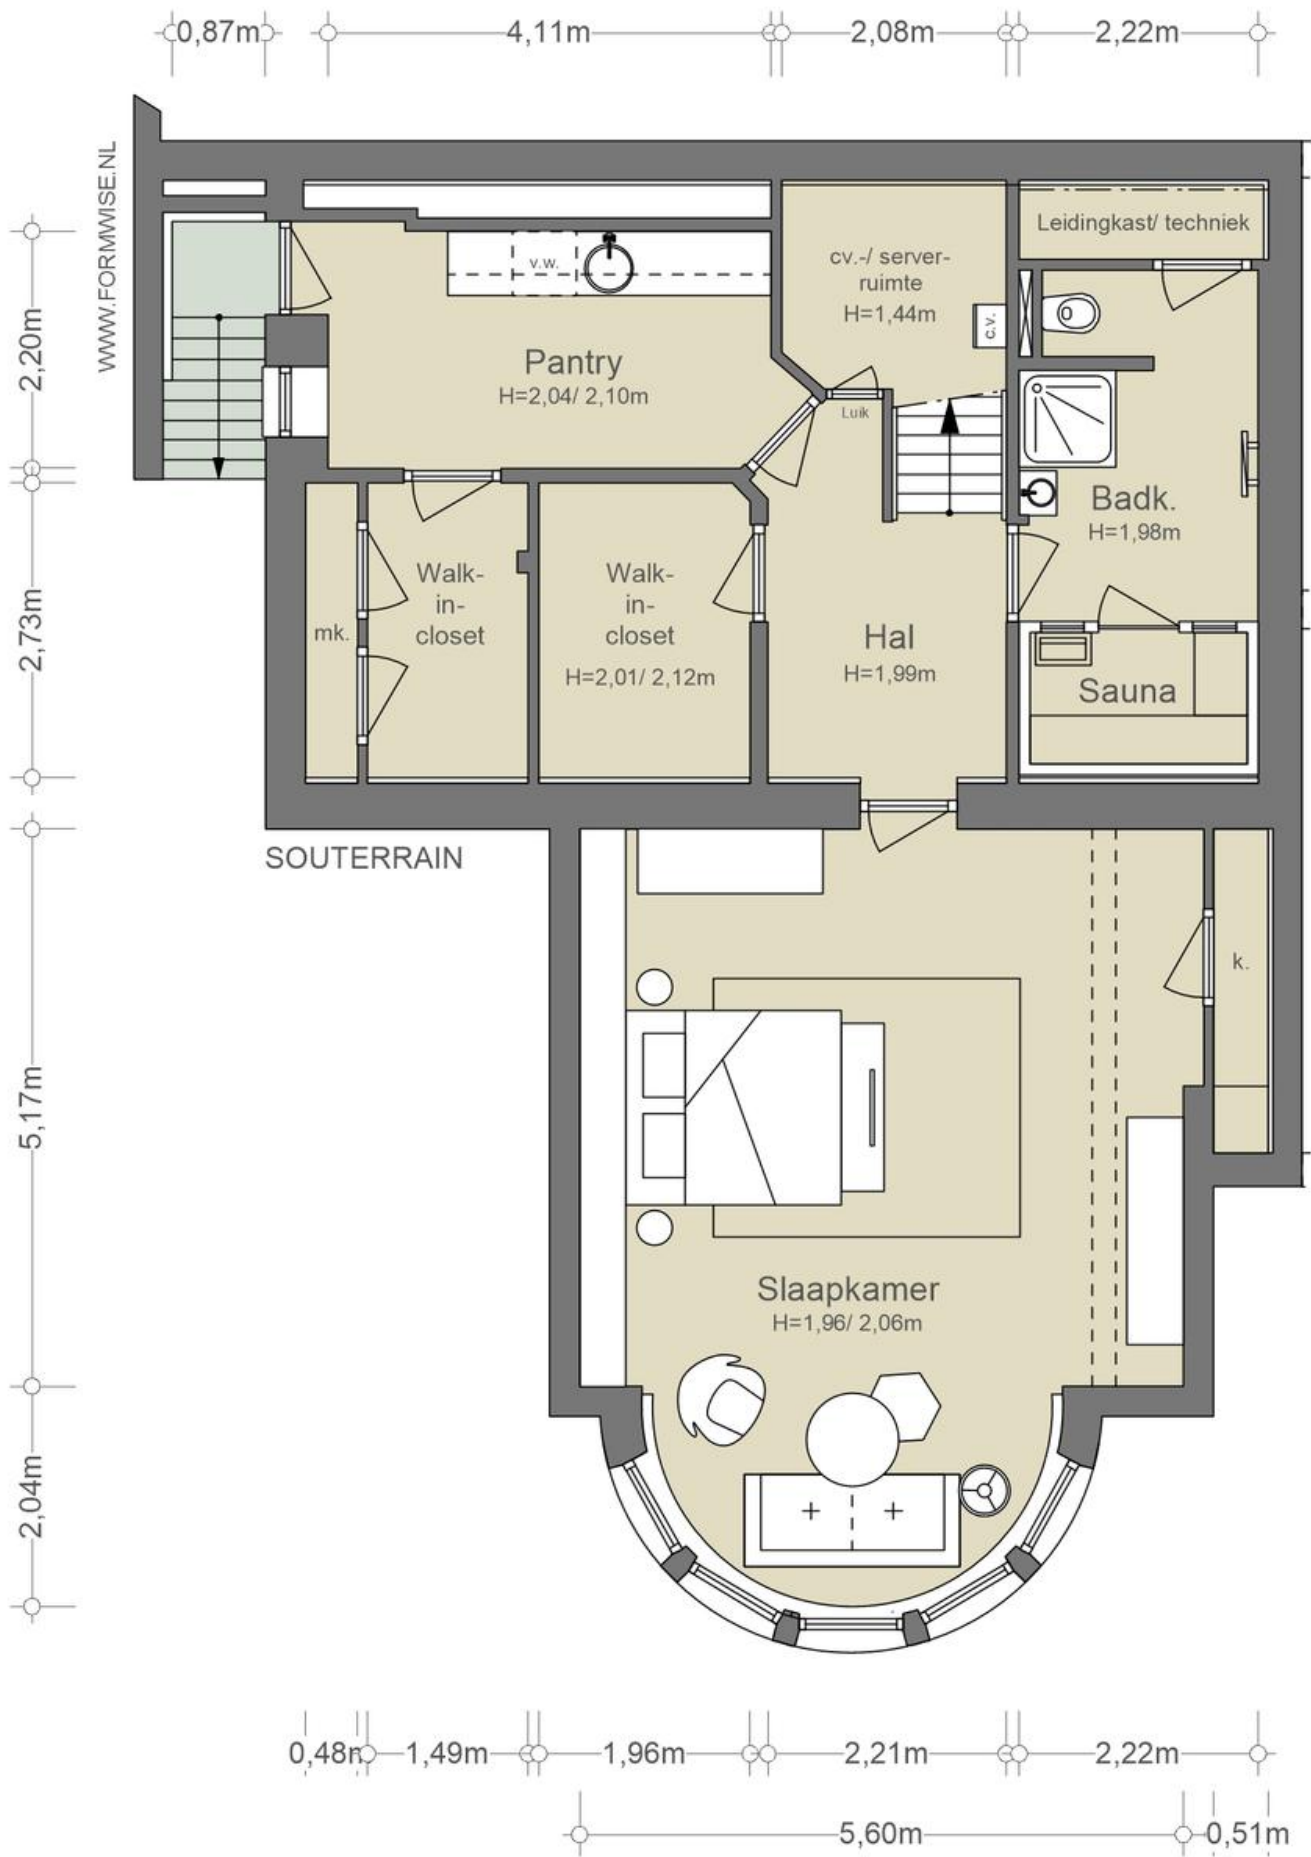 0,87m
4,11m
2,08m
2,22m
WWW.FORMWISE.NL
Leidingkast/ techniek
v.w.
cv.-/ server-
ruimte
H=1,44m
c.v.
2,20m
Pantry
H=2,04/ 2,10m
Luik
Badk.
H=1,98m
2,73m
mk.
Walk-
in-
closet
Walk-
in-
closet
H=2,01/ 2,12m
Hal
H=1,99m
Sauna
SOUTERRAIN
k.
5,17m
Slaapkamer
H=1,96/ 2,06m
2,04m
0,48m
1,49m
1,96m
2,21m
2,22m
5,60m
0,51m